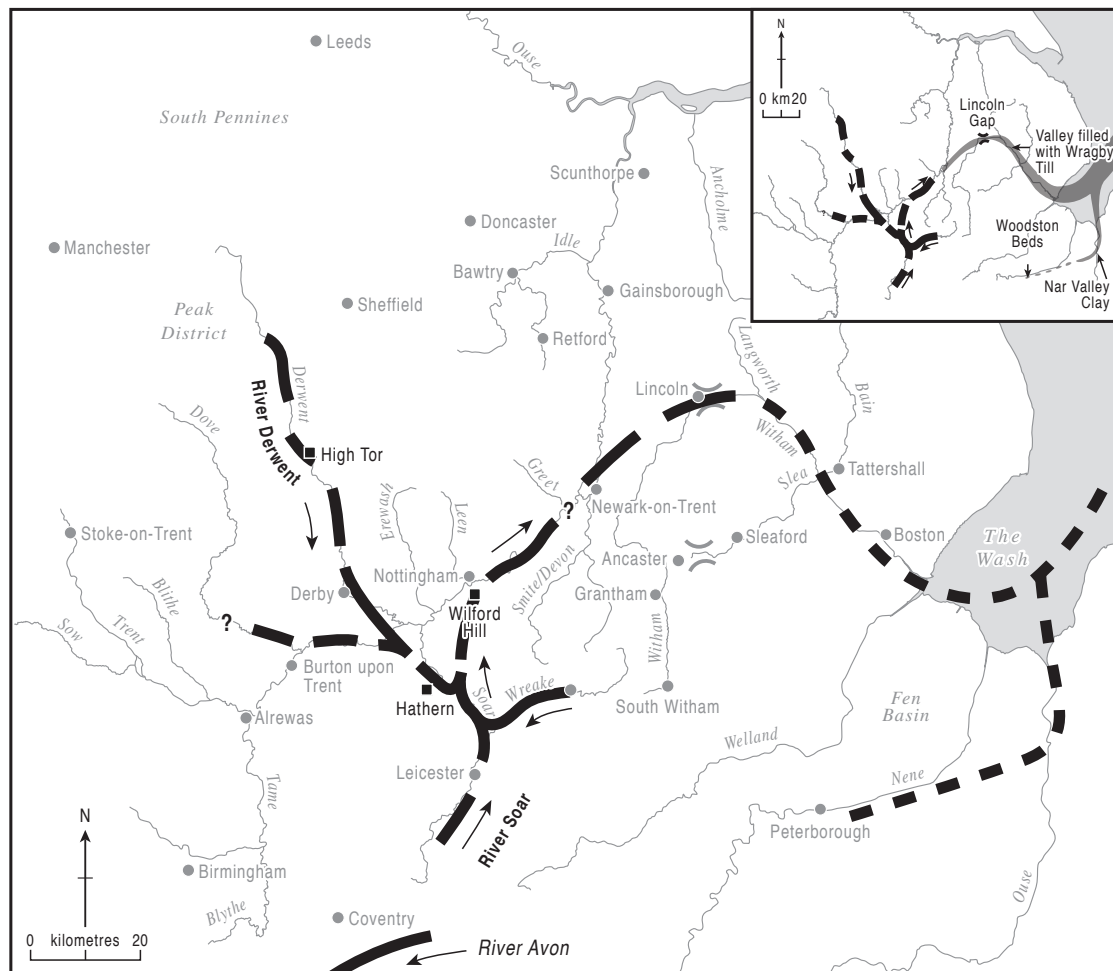 Leeds
Ouse
South Pennines
Scunthorpe
Ancholme
Doncaster
Manchester
Idle
Bawtry
Gainsborough
Sheffield
Peak
District
Retford
Langworth
Lincoln
Bain
Derwent
River Derwent
Dove
High Tor
Witham
Slea
Tattershall
Greet
?
Newark-on-Trent
Erewash
Leen
Stoke-on-Trent
Sleaford
Boston
The
Wash
Ancaster
Nottingham
Smite/Devon
Blithe
Derby
Grantham
Wilford
Hill
?
Trent
Sow
Witham
Burton upon
Trent
Hathern
Soar
Wreake
South Witham
Alrewas
Fen
Basin
Welland
Leicester
Nene
Tame
River Soar
Peterborough
N
Birmingham
Ouse
Blythe
Coventry
0 kilometres 20
River Avon
N
0 km20
Lincoln
Gap
Valley filled
with Wragby
Till
Woodston
Beds
Nar Valley
Clay